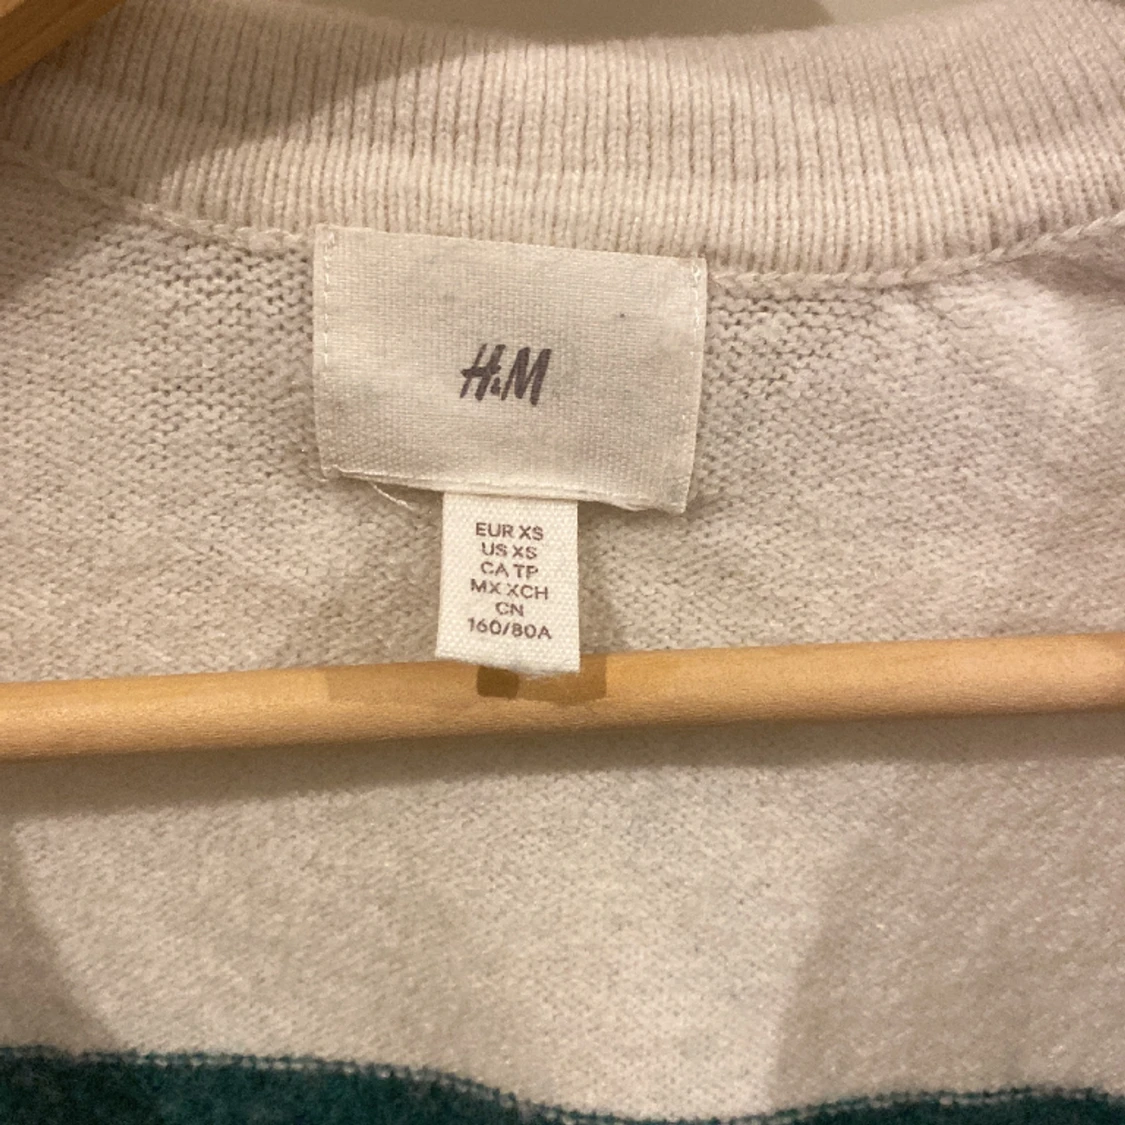 H&M
EUR XS
US XS
CA TP
MX XCH
CN
160/80A